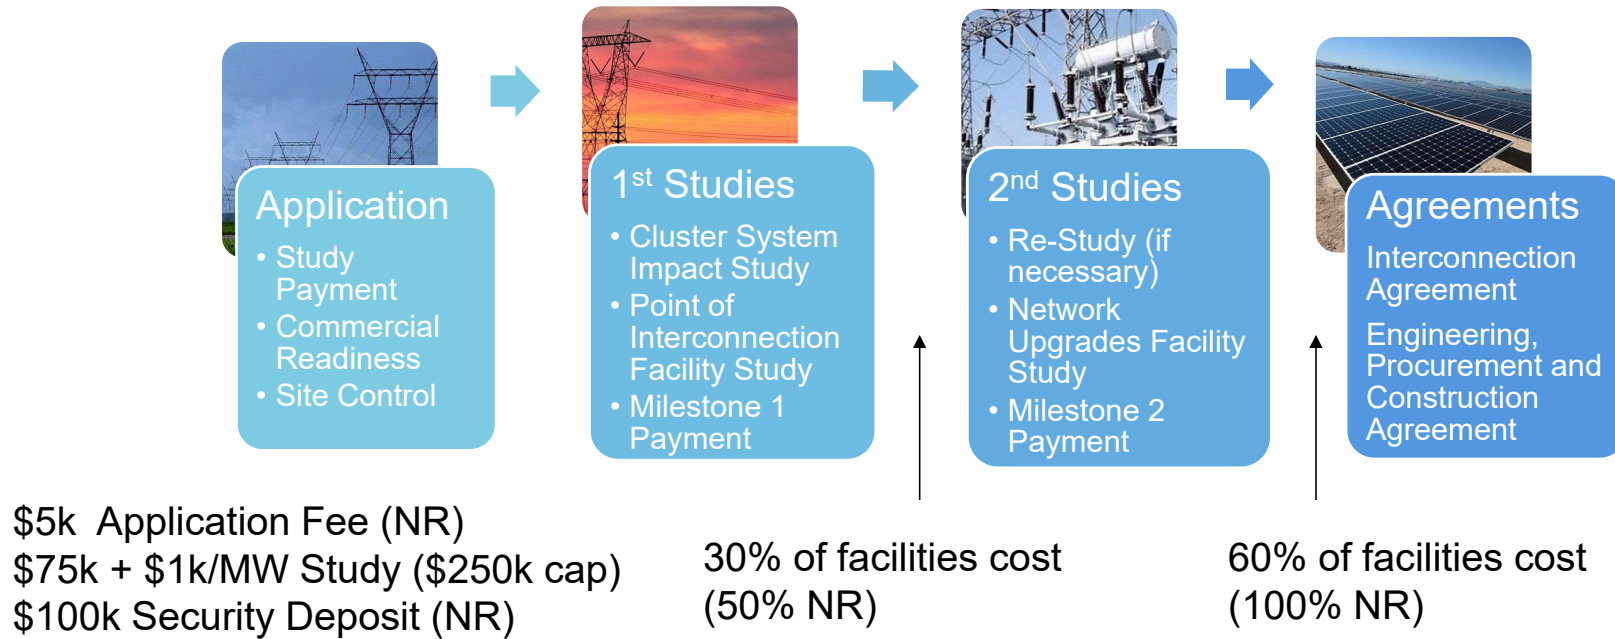 Application
• Study
Payment
• Commercial
Readiness
• Site Control
1st Studies
• Cluster System
Impact Study
• Point of
Interconnection
Facility Study
• Milestone 1
Payment
2nd Studies
• Re-Study (if
necessary)
• Network
Upgrades Facility
Study
• Milestone 2
Payment
Agreements
Interconnection
Agreement
Engineering,
Procurement and
Construction
Agreement
$5k  Application Fee (NR)
$75k + $1k/MW Study ($250k cap)
$100k Security Deposit (NR)
30% of facilities cost
(50% NR)
60% of facilities cost
(100% NR)